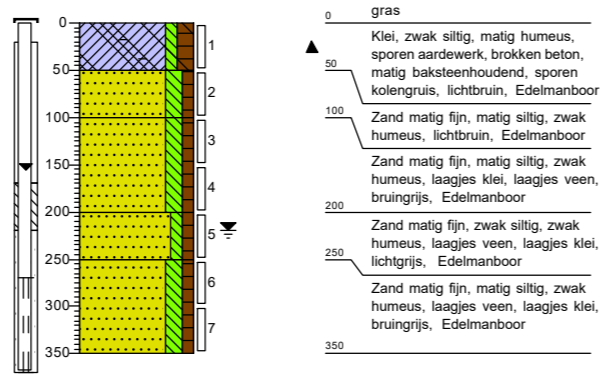 0
50
100
150
200
250
300
350
1
2
3
4
5
6
7
0
gras
Klei, zwak siltig, matig humeus,
sporen aardewerk, brokken beton,
matig baksteenhoudend, sporen
kolengruis, lichtbruin, Edelmanboor
50
Zand matig fijn, matig siltig, zwak
humeus, lichtbruin, Edelmanboor
100
Zand matig fijn, matig siltig, zwak
humeus, laagjes klei, laagjes veen,
bruingrijs, Edelmanboor
200
Zand matig fijn, zwak siltig, zwak
humeus, laagjes veen, laagjes klei,
lichtgrijs, Edelmanboor
250
Zand matig fijn, matig siltig, zwak
humeus, laagjes veen, laagjes klei,
bruingrijs, Edelmanboor
350